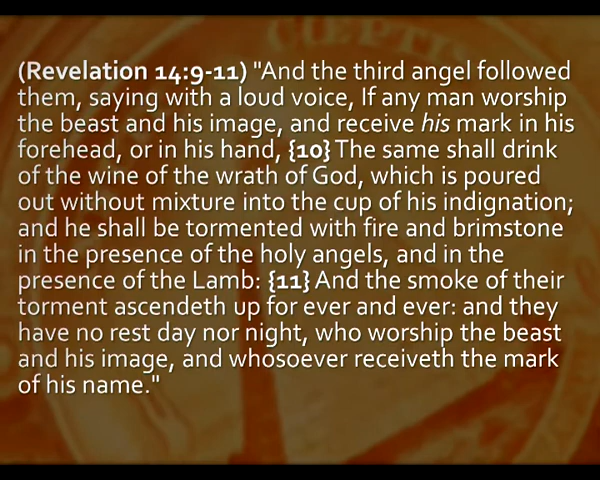 CŒPTIS
(Revelation 14:9-11) "And the third angel followed
them, saying with a loud voice, If any man worship
the beast and his image, and receive his mark in his
forehead, or in his hand, {10} The same shall drink
of the wine of the wrath of God, which is poured
out without mixture into the cup of his indignation;
and he shall be tormented with fire and brimstone
in the presence of the holy angels, and in the
presence of the Lamb: {11} And the smoke of their
torment ascendeth up for ever and ever: and they
have no rest day nor night, who worship the beast
and his image, and whosoever receiveth the mark
of his name."